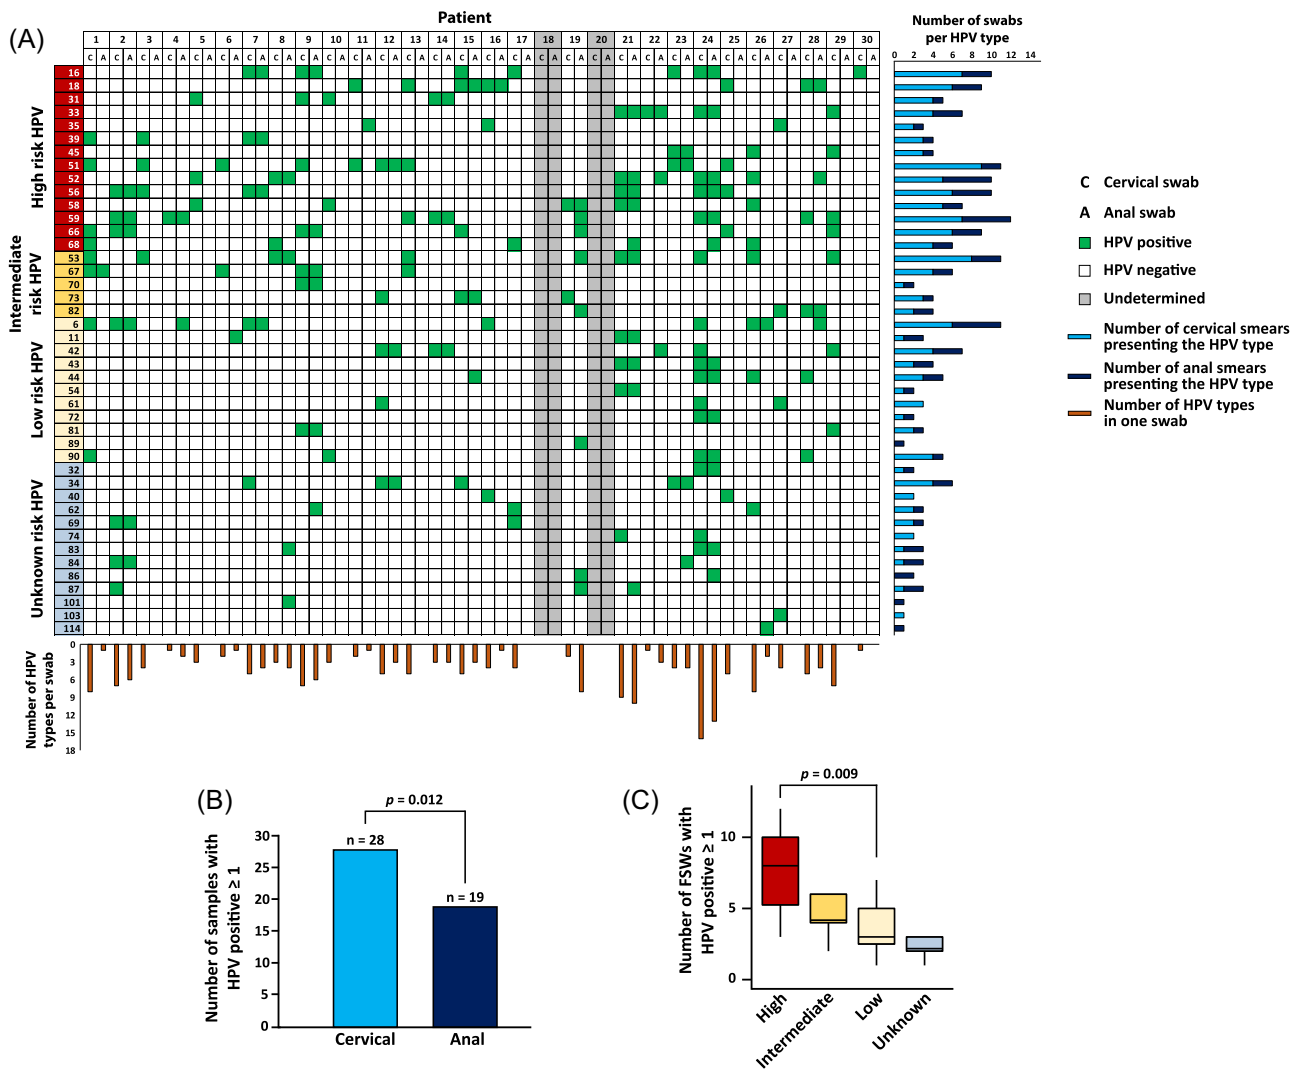 (A)
Patient
Number of swabs
per HPV type
1 2 3 4 5 6 7 8 9 10 11 12 13 14 15 16 17 18 19 20 21 22 23 24 25 26 27 28 29 30
C A C A C A C A C A C A C A C A C A C A C A C A C A C A C A C A C A C A C A C A C A C A C A C A C A C A C A C A C A C A
0 2 4 6 8 10 12 14
High risk HPV
16
18
31
33
35
39
45
51
52
56
58
59
66
68
Intermediate
risk HPV
53
67
70
73
82
Low risk HPV
6
11
42
43
44
54
61
72
81
89
90
Unknown risk HPV
32
34
40
62
69
74
83
84
86
87
101
103
114
C Cervical swab
A Anal swab
HPV positive
HPV negative
Undetermined
Number of cervical smears
presenting the HPV type
Number of anal smears
presenting the HPV type
Number of HPV types
in one swab
Number of HPV
types per swab
0
3
6
9
12
15
18
(B)
p = 0.012
Number of samples with
HPV positive ≥ 1
30
25
20
15
10
5
0
n = 28
n = 19
Cervical Anal
(C)
p = 0.009
Number of FSWs with
HPV positive ≥ 1
10
5
0
High
Intermediate
Low
Unknown